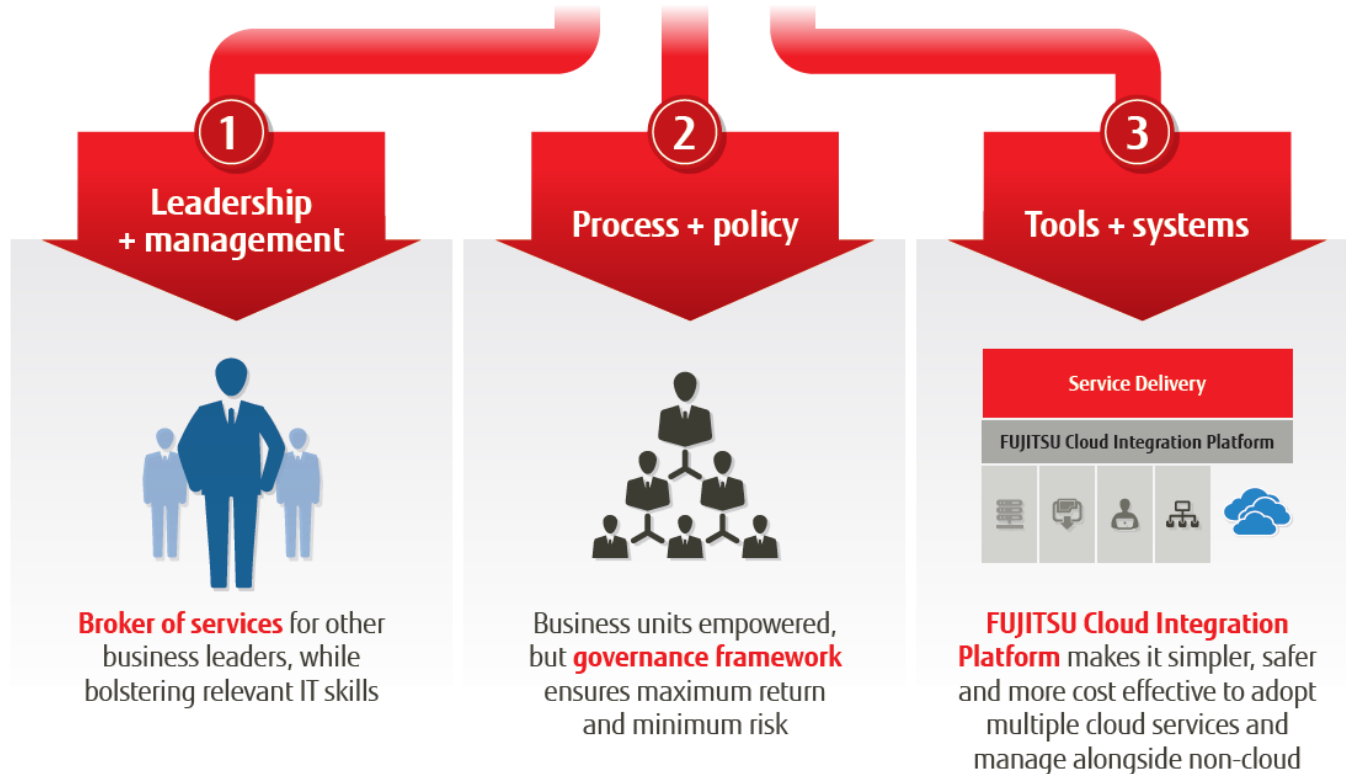 1
Leadership
+ management
Broker of services for other
business leaders, while
bolstering relevant IT skills
2
Process + policy
Business units empowered,
but governance framework
ensures maximum return
and minimum risk
3
Tools + systems
Service Delivery
FUJITSU Cloud Integration Platform
FUJITSU Cloud Integration
Platform makes it simpler, safer
and more cost effective to adopt
multiple cloud services and
manage alongside non-cloud